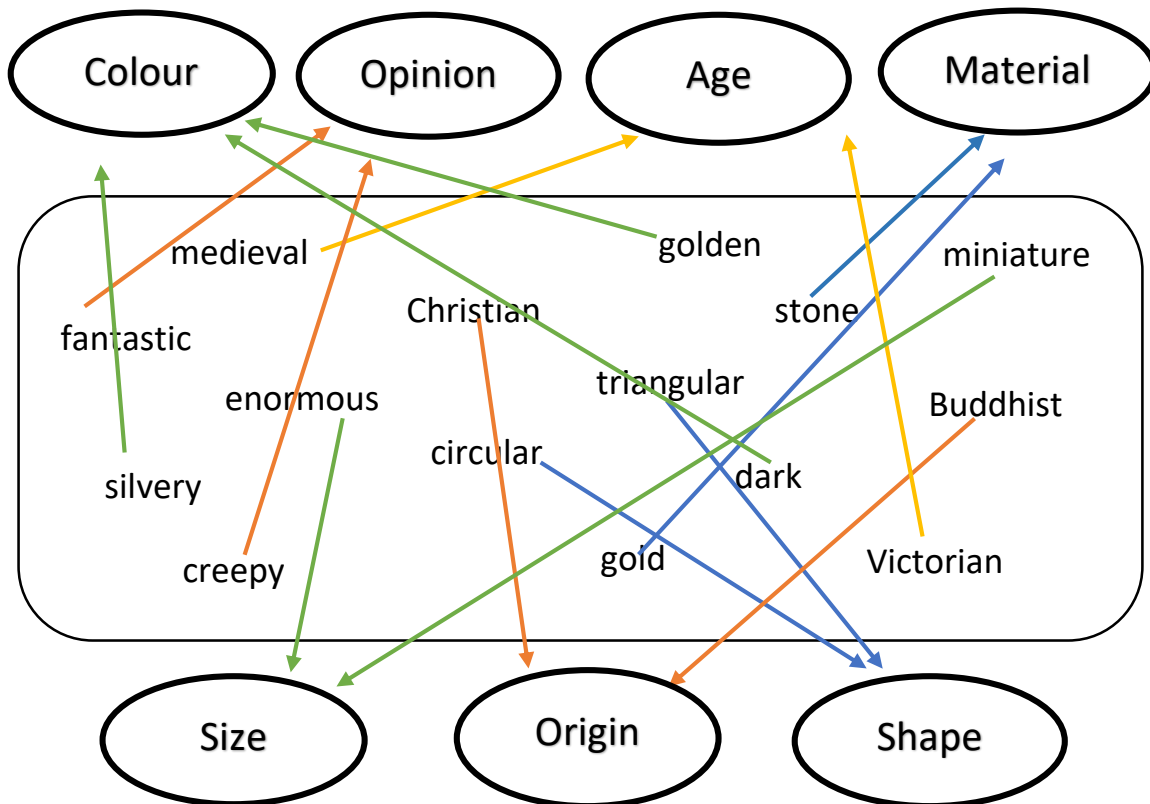 Colour
Opinion
Age
Material
medieval
golden
miniature
fantastic
Christian
stone
enormous
triangular
Buddhist
silvery
circular
dark
creepy
gold
Victorian
Size
Origin
Shape